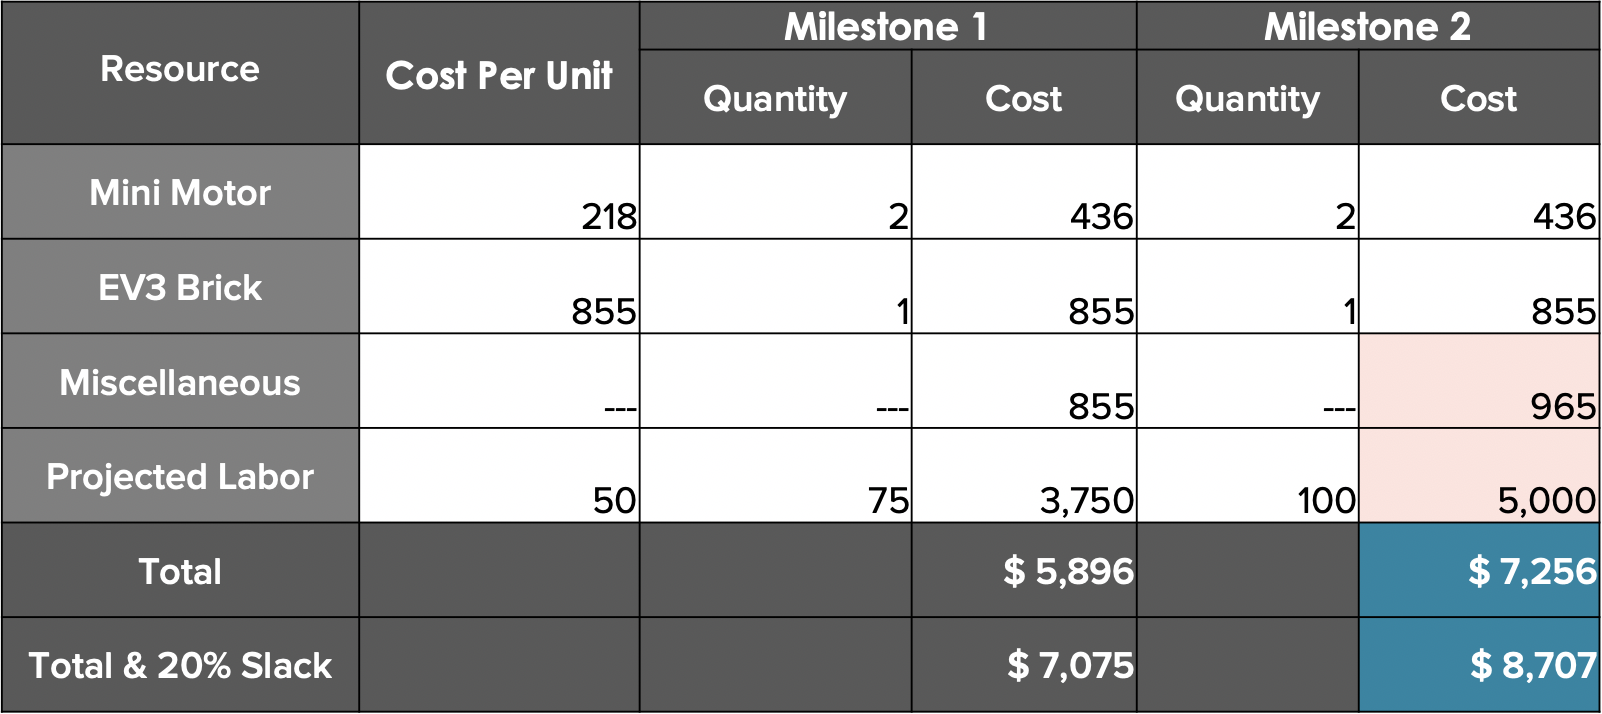 Resource Cost Per Unit Milestone 1 Milestone 2
Quantity Cost Quantity Cost
Mini Motor 218 2 436 2 436
EV3 Brick 855 1 855 1 855
Miscellaneous --- --- 855 --- 965
Projected Labor 50 75 3,750 100 5,000
Total $ 5,896 $ 7,256
Total & 20% Slack $ 7,075 $ 8,707